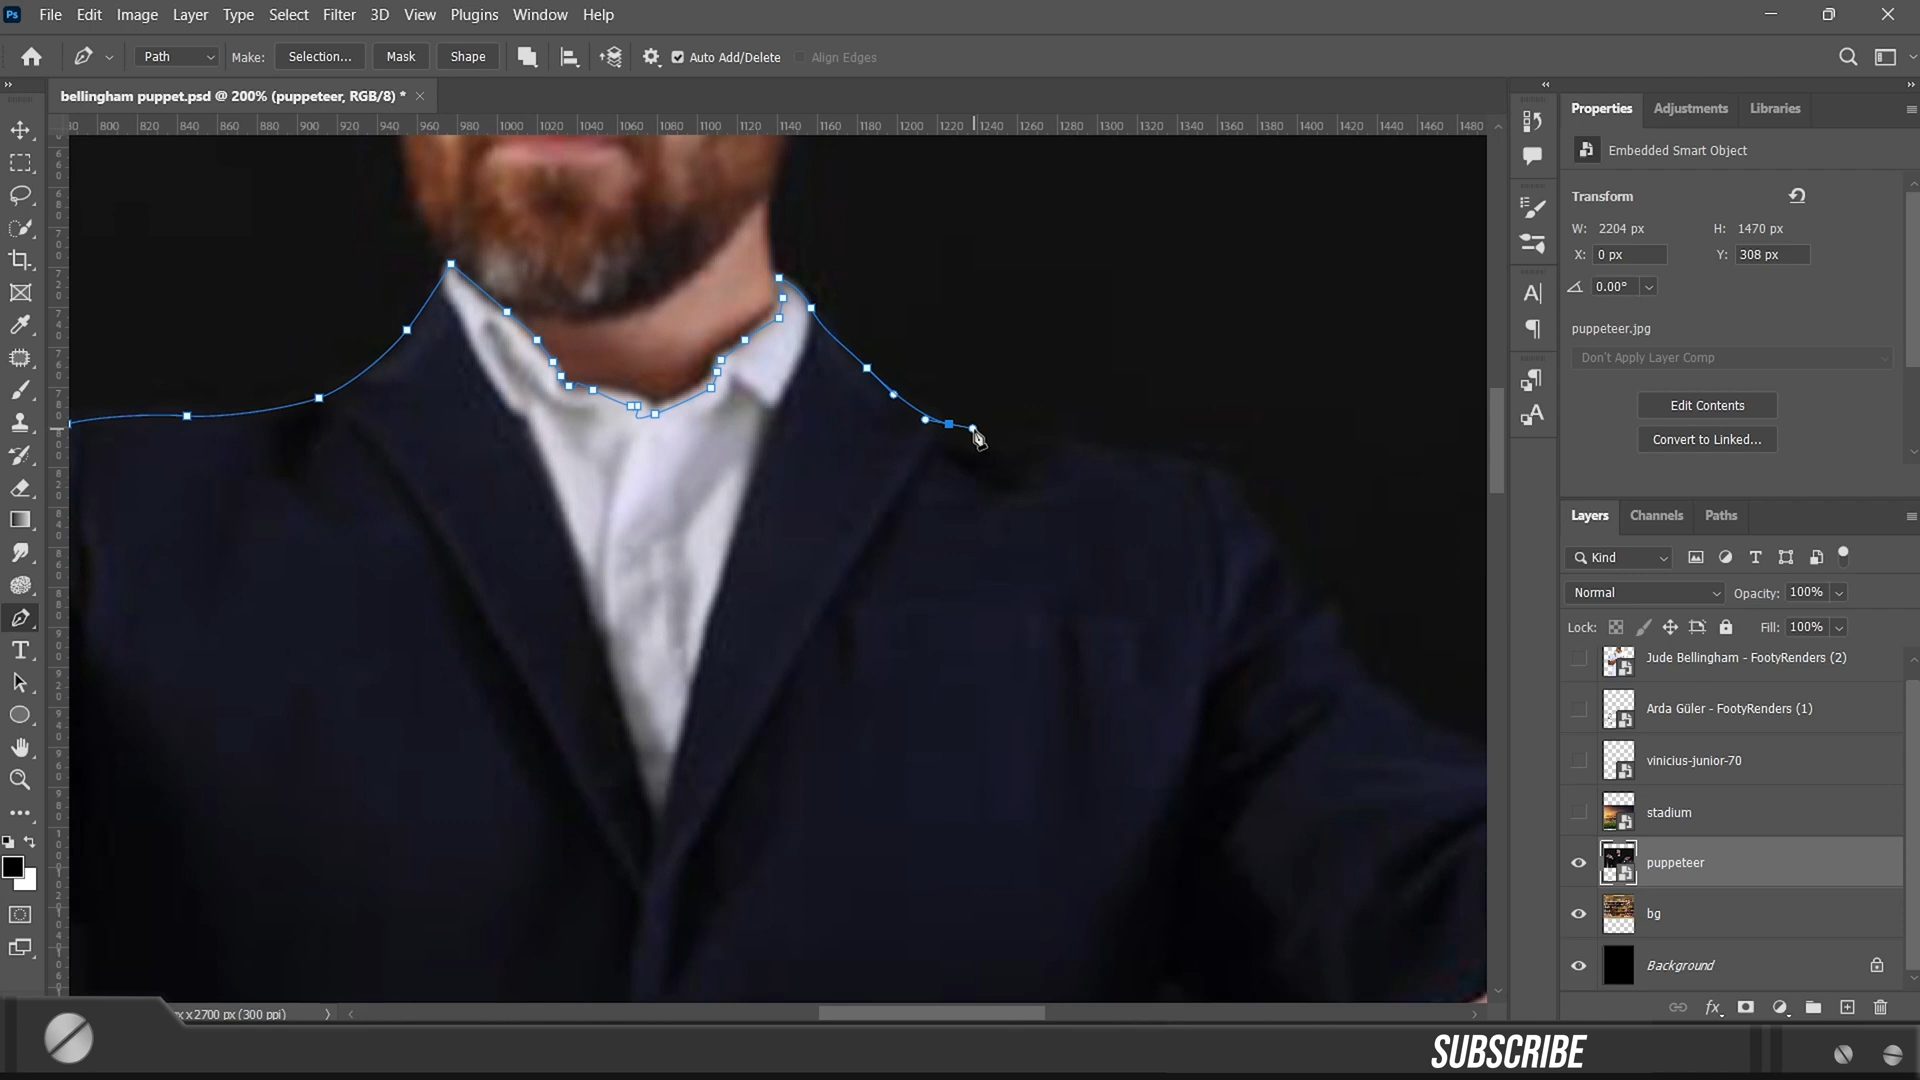 Ps File Edit Image Layer Type Select Filter 3D View Plugins Window Help
Path Make: Selection... Mask Shape Auto Add/Delete Align Edges
bellingham puppet.psd @ 200% (puppeteer, RGB/8) *
800 820 840 860 880 900 920 940 960 980 1000 1020 1040 1060 1080 1100 1120 1140 1160 1180 1200 1220 1240 1260 1280 1300 1320 1340 1360 1380 1400 1420 1440 1460 1480
Properties Adjustments Libraries
Embedded Smart Object
Transform
W: 2204 px H: 1470 px
X: 0 px Y: 308 px
0.00°
puppeteer.jpg
Don't Apply Layer Comp
Edit Contents
Convert to Linked...
Layers Channels Paths
Kind
Normal Opacity: 100%
Lock: Fill: 100%
Jude Bellingham - FootyRenders (2)
Arda Güler - FootyRenders (1)
vinicius-junior-70
stadium
puppeteer
bg
Background
px x 2700 px (300 ppi)
fx
SUBSCRIBE